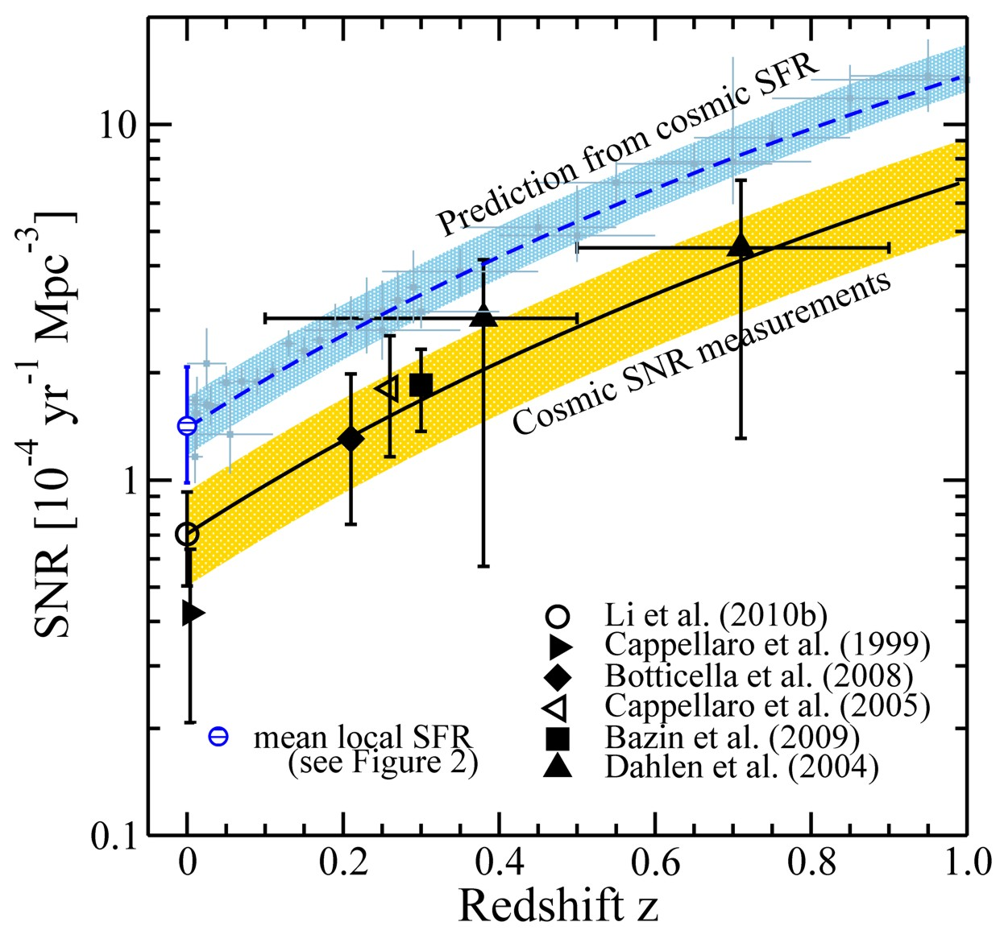 Prediction from cosmic SFR
Cosmic SNR measurements
SNR [10⁻⁴ yr⁻¹ Mpc⁻³]
10
1
0.1
Li et al. (2010b)
Cappellaro et al. (1999)
Botticella et al. (2008)
Cappellaro et al. (2005)
Bazin et al. (2009)
Dahlen et al. (2004)
mean local SFR
(see Figure 2)
0 0.2 0.4 0.6 0.8 1.0
Redshift z